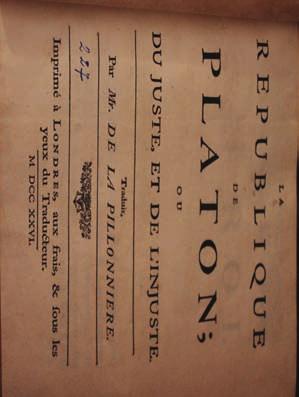 LA
REPUBLIQUE
DE
PLATON;
OU
DU JUSTE, ET DE L'INJUSTE.
Traduit,
Par Mr. DE LA PILLONNIERE.
227
Imprimé à LONDRES, aux frais, & ſous les
yeux du Traducteur.
M DCC XXVI.